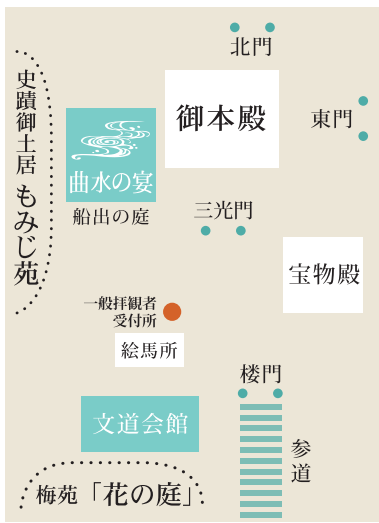 北門
史蹟御土居 もみじ苑
御本殿
東門
曲水の宴
船出の庭
三光門
宝物殿
一般拝観者
受付所
絵馬所
楼門
文道会館
参道
梅苑「花の庭」